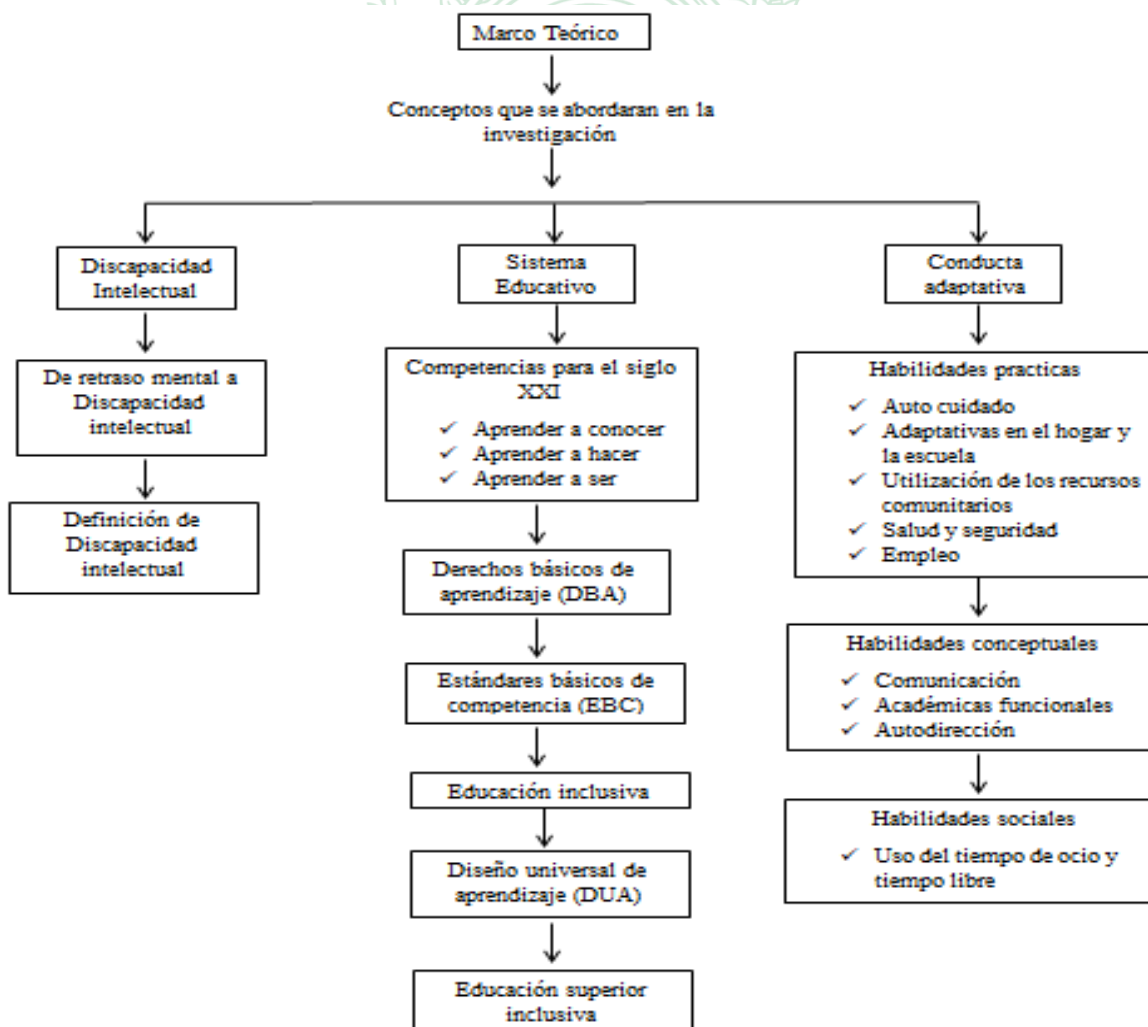 Marco Teórico
Conceptos que se abordaran en la
investigación
Discapacidad
Intelectual
De retraso mental a
Discapacidad
intelectual
Definición de
Discapacidad
intelectual
Sistema
Educativo
Competencias para el siglo
XXI
✓ Aprender a conocer
✓ Aprender a hacer
✓ Aprender a ser
Derechos básicos de
aprendizaje (DBA)
Estándares básicos de
competencia (EBC)
Educación inclusiva
Diseño universal de
aprendizaje (DUA)
Educación superior
inclusiva
Conducta
adaptativa
Habilidades practicas
✓ Auto cuidado
✓ Adaptativas en el hogar y
la escuela
✓ Utilización de los recursos
comunitarios
✓ Salud y seguridad
✓ Empleo
Habilidades conceptuales
✓ Comunicación
✓ Académicas funcionales
✓ Autodirección
Habilidades sociales
✓ Uso del tiempo de ocio y
tiempo libre